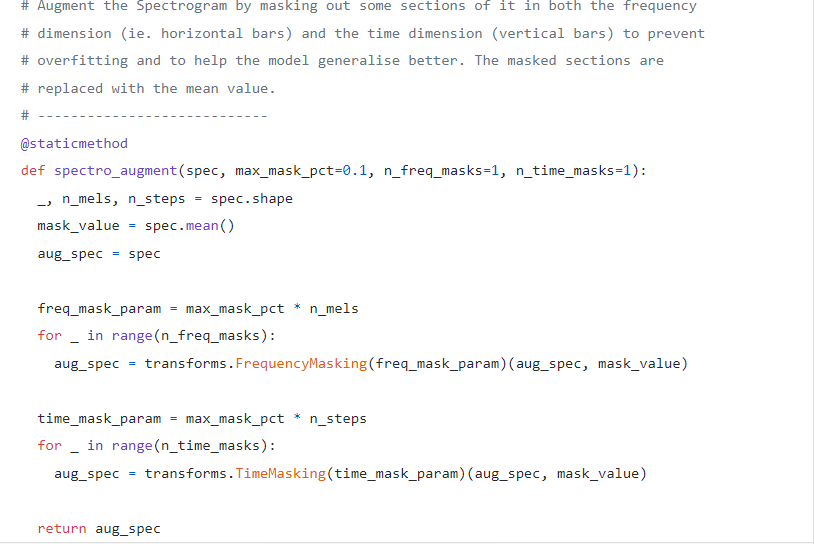 # Augment the Spectrogram by masking out some sections of it in both the frequency
# dimension (ie. horizontal bars) and the time dimension (vertical bars) to prevent
# overfitting and to help the model generalise better. The masked sections are
# replaced with the mean value.
# ----------------------------
@staticmethod
def spectro_augment(spec, max_mask_pct=0.1, n_freq_masks=1, n_time_masks=1):
  _, n_mels, n_steps = spec.shape
  mask_value = spec.mean()
  aug_spec = spec

  freq_mask_param = max_mask_pct * n_mels
  for _ in range(n_freq_masks):
    aug_spec = transforms.FrequencyMasking(freq_mask_param)(aug_spec, mask_value)

  time_mask_param = max_mask_pct * n_steps
  for _ in range(n_time_masks):
    aug_spec = transforms.TimeMasking(time_mask_param)(aug_spec, mask_value)

  return aug_spec